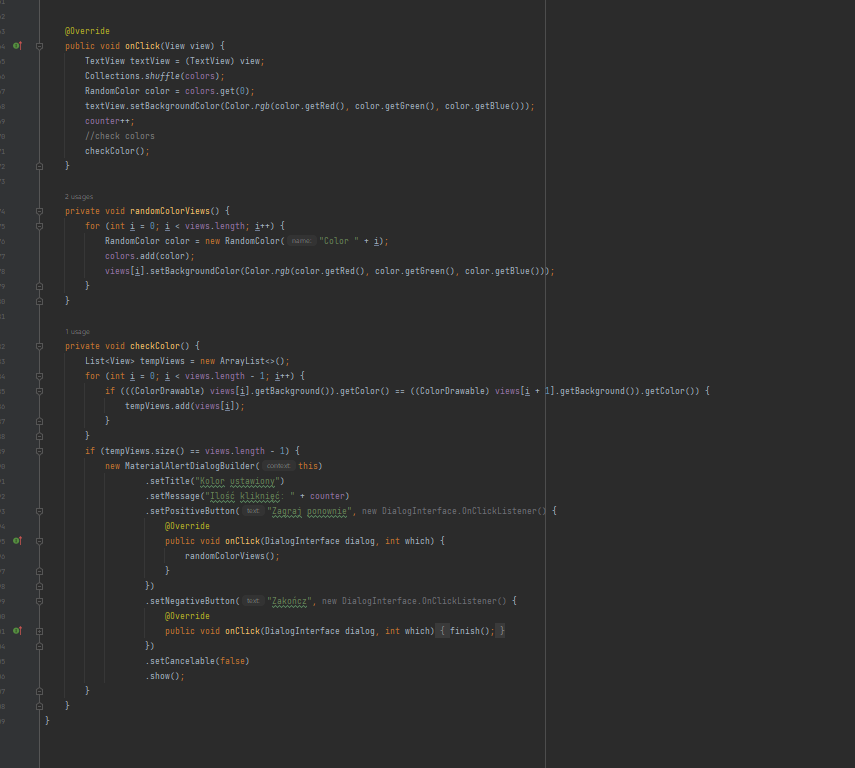 @Override
public void onClick(View view) {
TextView textView = (TextView) view;
Collections.shuffle(colors);
RandomColor color = colors.get(0);
textView.setBackgroundColor(Color.rgb(color.getRed(), color.getGreen(), color.getBlue()));
counter++;
//check colors
checkColor();
}
2 usages
private void randomColorViews() {
for (int i = 0; i < views.length; i++) {
RandomColor color = new RandomColor( name: "Color " + i);
colors.add(color);
views[i].setBackgroundColor(Color.rgb(color.getRed(), color.getGreen(), color.getBlue()));
}
}
1 usage
private void checkColor() {
List<View> tempViews = new ArrayList<>();
for (int i = 0; i < views.length - 1; i++) {
if (((ColorDrawable) views[i].getBackground()).getColor() == ((ColorDrawable) views[i + 1].getBackground()).getColor()) {
tempViews.add(views[i]);
}
}
if (tempViews.size() == views.length - 1) {
new MaterialAlertDialogBuilder( context: this)
.setTitle("Kolor ustawiony")
.setMessage("Ilość kliknięć: " + counter)
.setPositiveButton( text: "Zagraj ponownie", new DialogInterface.OnClickListener() {
@Override
public void onClick(DialogInterface dialog, int which) {
randomColorViews();
}
})
.setNegativeButton( text: "Zakończ", new DialogInterface.OnClickListener() {
@Override
public void onClick(DialogInterface dialog, int which) { finish(); }
})
.setCancelable(false)
.show();
}
}
}